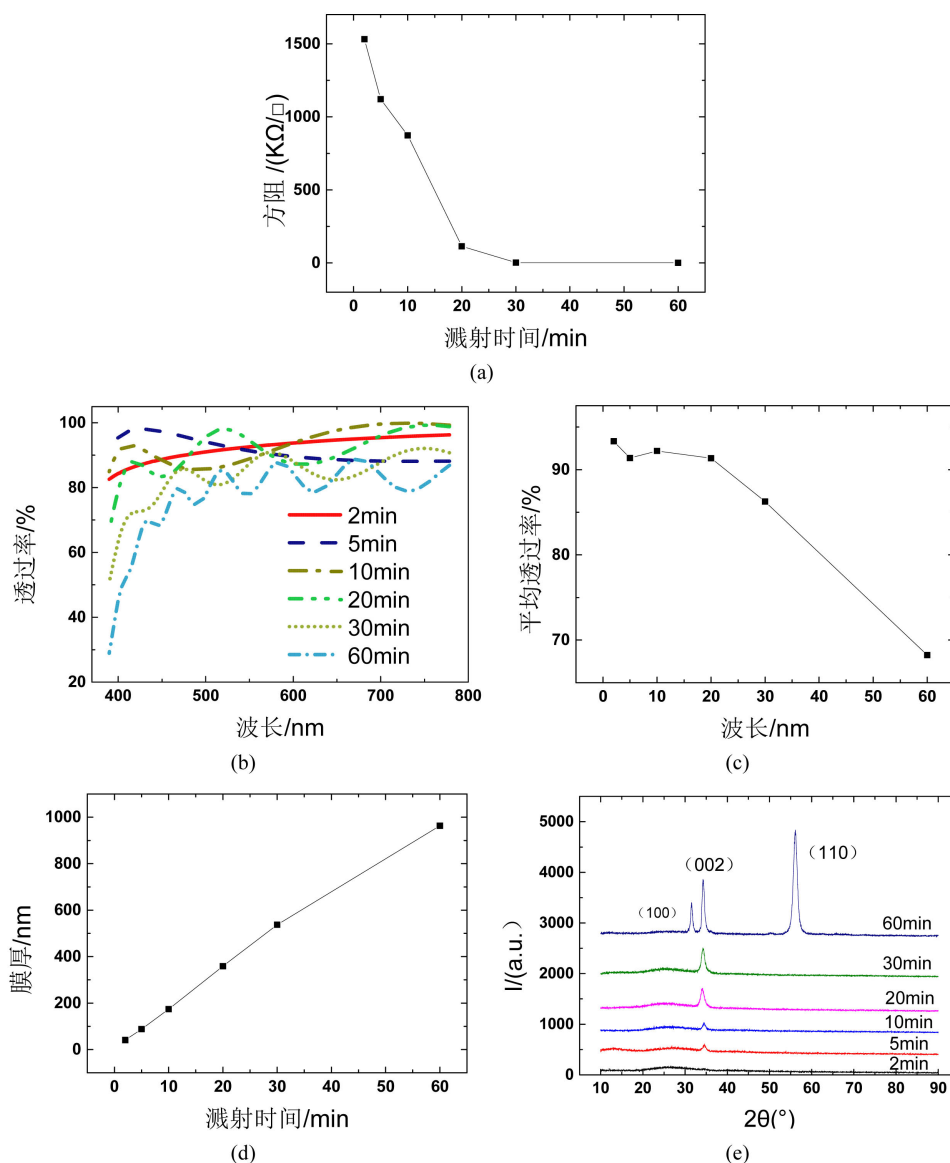 1500
1000
500
0
方阻 /(KΩ/□)
0 10 20 30 40 50 60
溅射时间/min
(a)
100
80
60
40
20
透过率/%
2min
5min
10min
20min
30min
60min
400 500 600 700 800
波长/nm
(b)
90
80
70
平均透过率/%
0 10 20 30 40 50 60
波长/nm
(c)
1000
800
600
400
200
0
膜厚/nm
0 10 20 30 40 50 60
溅射时间/min
(d)
5000
4000
3000
2000
1000
0
I/(a.u.)
(100)
(002)
(110)
60min
30min
20min
10min
5min
2min
10 20 30 40 50 60 70 80 90
2θ(°)
(e)